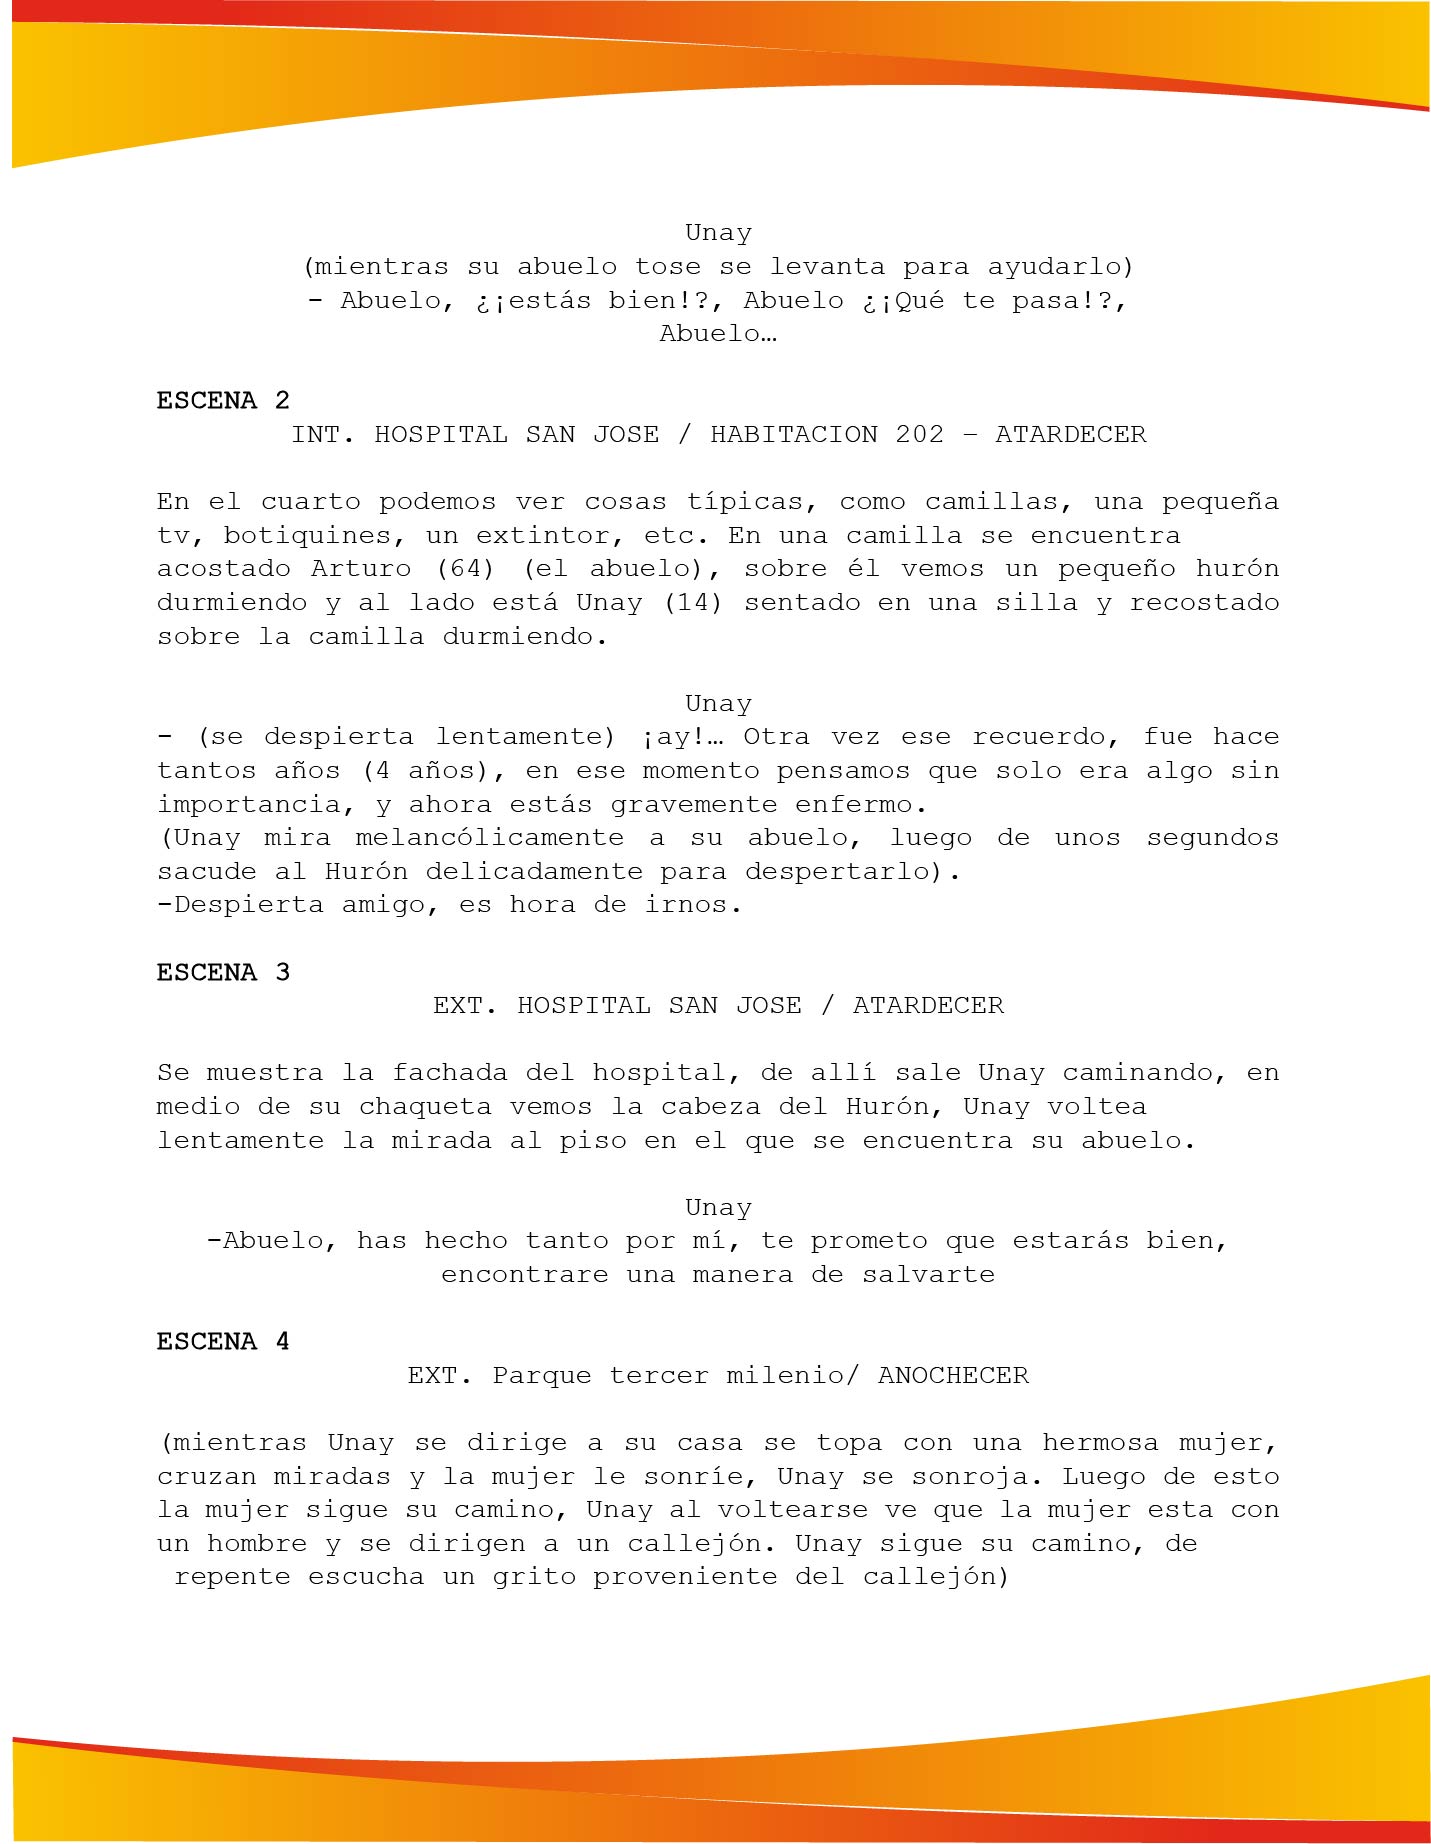 Unay
(mientras su abuelo tose se levanta para ayudarlo)
- Abuelo, ¿¡estás bien!?, Abuelo ¿¡Qué te pasa!?,
Abuelo…
ESCENA 2
INT. HOSPITAL SAN JOSE / HABITACION 202 – ATARDECER
En el cuarto podemos ver cosas típicas, como camillas, una pequeña
tv, botiquines, un extintor, etc. En una camilla se encuentra
acostado Arturo (64) (el abuelo), sobre él vemos un pequeño hurón
durmiendo y al lado está Unay (14) sentado en una silla y recostado
sobre la camilla durmiendo.
Unay
- (se despierta lentamente) ¡ay!… Otra vez ese recuerdo, fue hace
tantos años (4 años), en ese momento pensamos que solo era algo sin
importancia, y ahora estás gravemente enfermo.
(Unay mira melancólicamente a su abuelo, luego de unos segundos
sacude al Hurón delicadamente para despertarlo).
-Despierta amigo, es hora de irnos.
ESCENA 3
EXT. HOSPITAL SAN JOSE / ATARDECER
Se muestra la fachada del hospital, de allí sale Unay caminando, en
medio de su chaqueta vemos la cabeza del Hurón, Unay voltea
lentamente la mirada al piso en el que se encuentra su abuelo.
Unay
-Abuelo, has hecho tanto por mí, te prometo que estarás bien,
encontrare una manera de salvarte
ESCENA 4
EXT. Parque tercer milenio/ ANOCHECER
(mientras Unay se dirige a su casa se topa con una hermosa mujer,
cruzan miradas y la mujer le sonríe, Unay se sonroja. Luego de esto
la mujer sigue su camino, Unay al voltearse ve que la mujer esta con
un hombre y se dirigen a un callejón. Unay sigue su camino, de
repente escucha un grito proveniente del callejón)